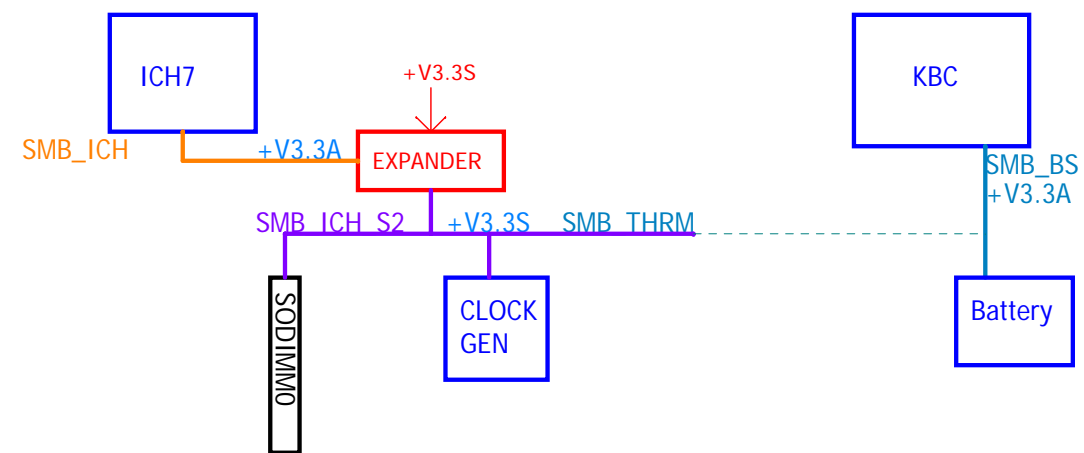 ICH7
KBC
+V3.3S
SMB_ICH
+V3.3A
EXPANDER
SMB_BS
+V3.3A
SMB_ICH_S2
+V3.3S
SMB_THRM
SODIMM0
CLOCK
GEN
Battery